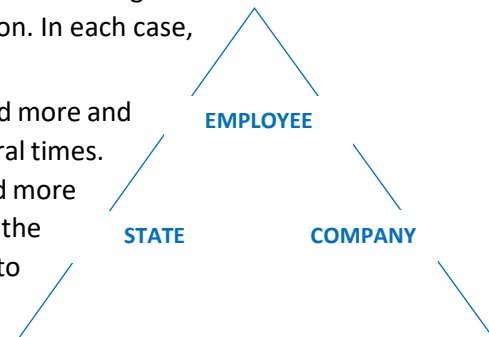 on. In each case,
d more and
EMPLOYEE
ral times.
d more
the
STATE
COMPANY
to